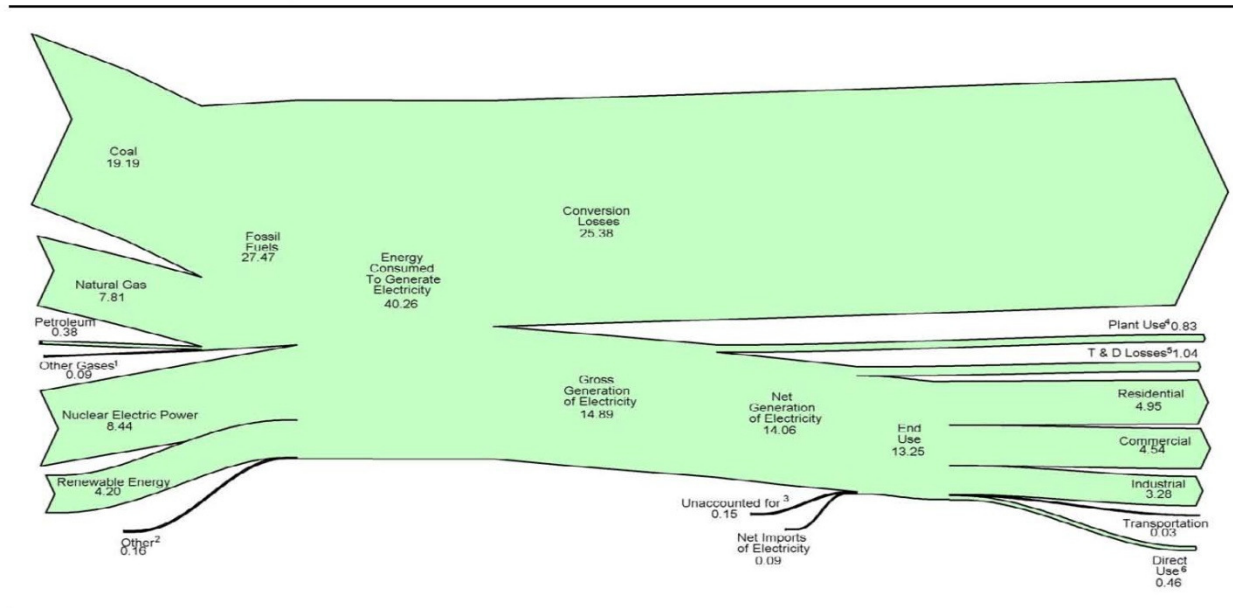 Coal
19.19
Natural Gas
7.81
Petroleum
0.38
Other Gases¹
0.09
Nuclear Electric Power
8.44
Renewable Energy
4.20
Other²
0.16
Fossil
Fuels
27.47
Energy
Consumed
To Generate
Electricity
40.26
Conversion
Losses
25.38
Gross
Generation
of Electricity
14.89
Net
Generation
of Electricity
14.06
Unaccounted for ³
0.15
Net Imports
of Electricity
0.09
End
Use
13.25
Plant Use⁴ 0.83
T & D Losses⁵ 1.04
Residential
4.95
Commercial
4.54
Industrial
3.28
Transportation
0.03
Direct
Use⁶
0.46